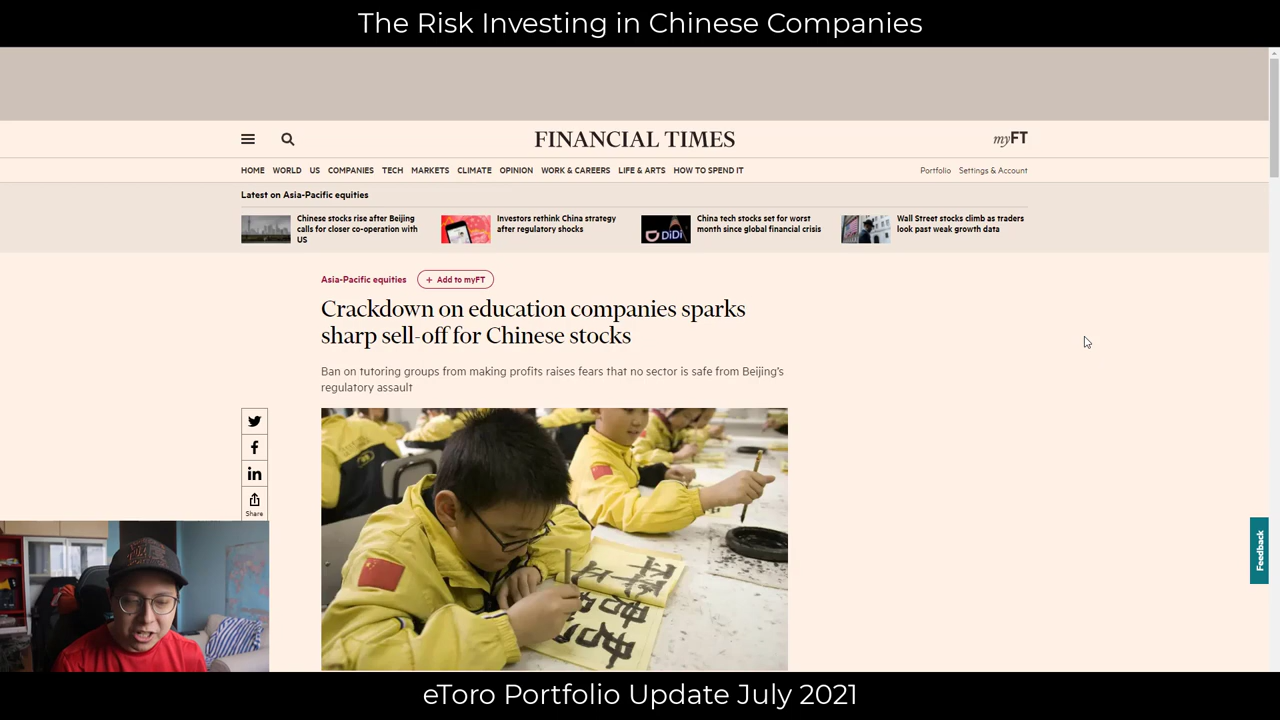 The Risk Investing in Chinese Companies
FINANCIAL TIMES
myFT
HOME WORLD US COMPANIES TECH MARKETS CLIMATE OPINION WORK & CAREERS LIFE & ARTS HOW TO SPEND IT
Portfolio Settings & Account
Latest on Asia-Pacific equities
Chinese stocks rise after Beijing
calls for closer co-operation with
US
Investors rethink China strategy
after regulatory shocks
DiDi
China tech stocks set for worst
month since global financial crisis
Wall Street stocks climb as traders
look past weak growth data
Asia-Pacific equities + Add to myFT
Crackdown on education companies sparks
sharp sell-off for Chinese stocks
Ban on tutoring groups from making profits raises fears that no sector is safe from Beijing's
regulatory assault
Share
Feedback
eToro Portfolio Update July 2021